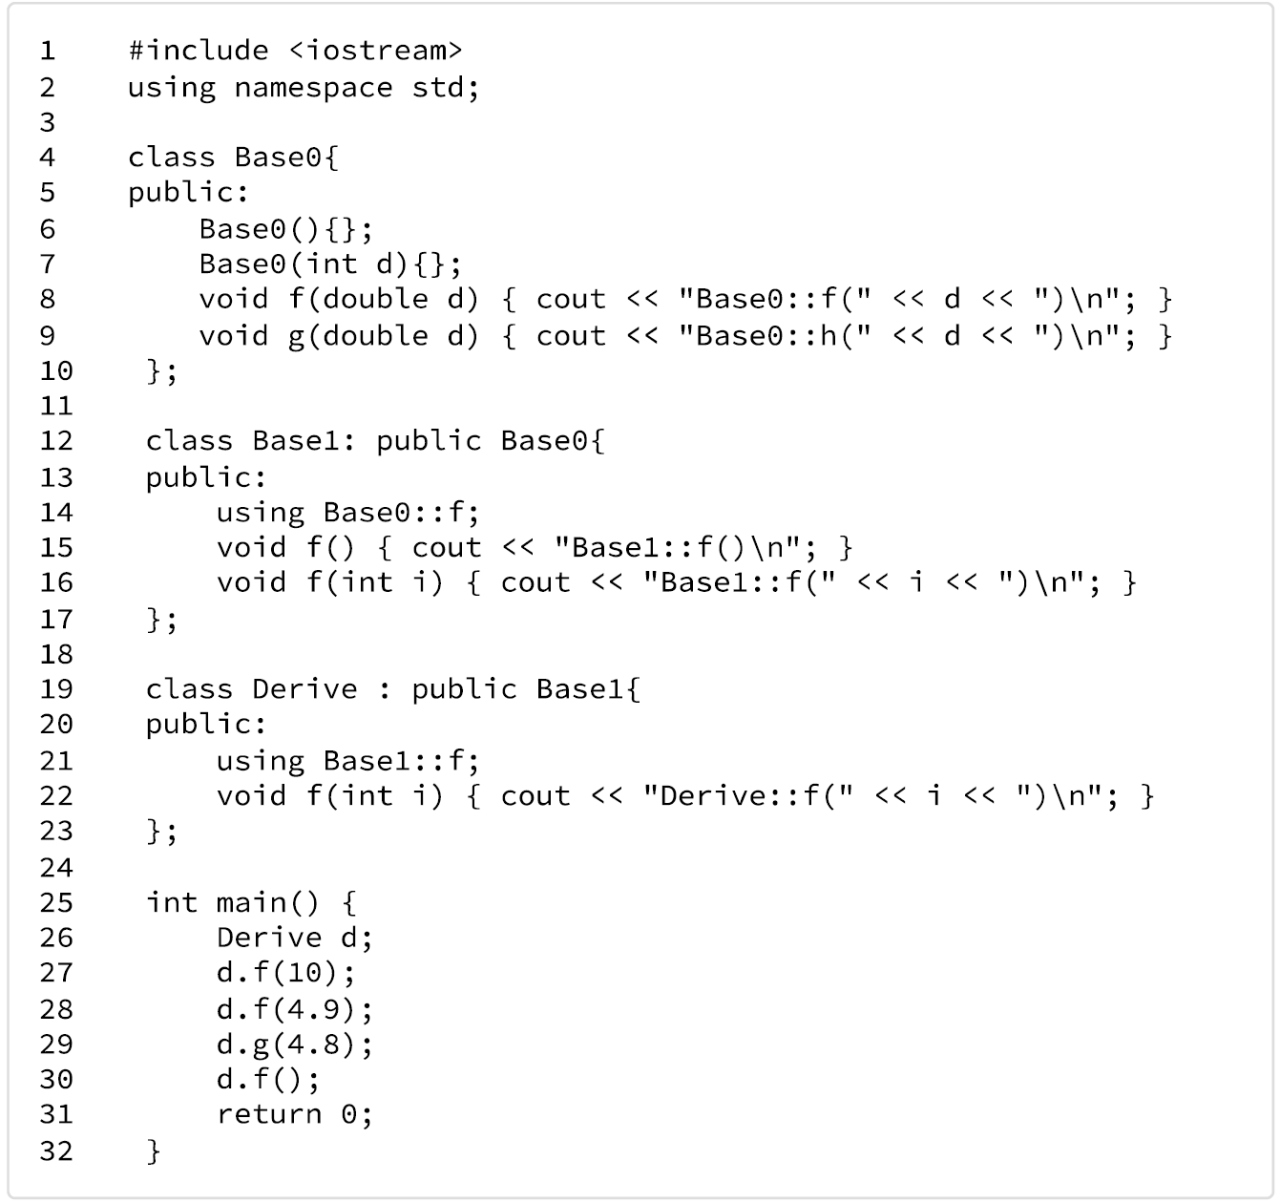 1 #include <iostream>
2 using namespace std;
3
4 class Base0{
5 public:
6     Base0(){};
7     Base0(int d){};
8     void f(double d) { cout << "Base0::f(" << d << ")\n"; }
9     void g(double d) { cout << "Base0::h(" << d << ")\n"; }
10 };
11
12 class Base1: public Base0{
13 public:
14     using Base0::f;
15     void f() { cout << "Base1::f()\n"; }
16     void f(int i) { cout << "Base1::f(" << i << ")\n"; }
17 };
18
19 class Derive : public Base1{
20 public:
21     using Base1::f;
22     void f(int i) { cout << "Derive::f(" << i << ")\n"; }
23 };
24
25 int main() {
26     Derive d;
27     d.f(10);
28     d.f(4.9);
29     d.g(4.8);
30     d.f();
31     return 0;
32 }